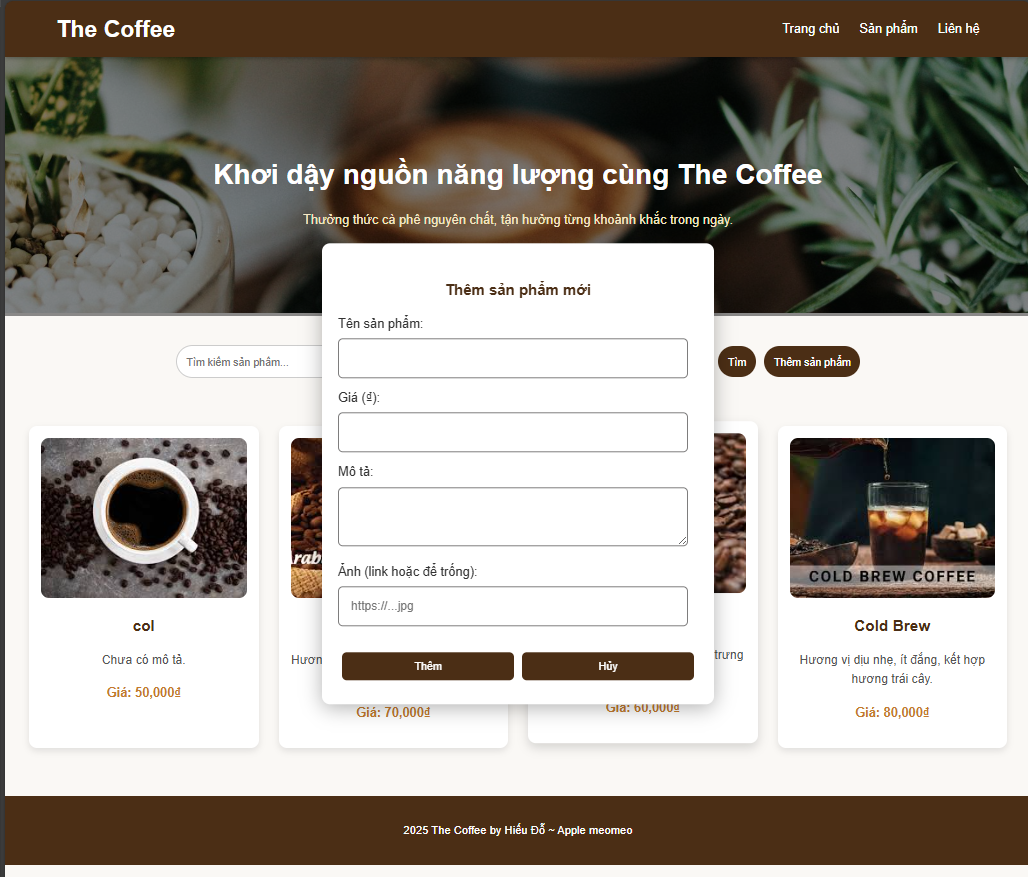 The Coffee
Trang chủ Sản phẩm Liên hệ
Khơi dậy nguồn năng lượng cùng The Coffee
Thưởng thức cà phê nguyên chất, tận hưởng từng khoảnh khắc trong ngày.
Tìm kiếm sản phẩm...
Tìm
Thêm sản phẩm
Thêm sản phẩm mới
Tên sản phẩm:
Giá (₫):
Mô tả:
Ảnh (link hoặc để trống):
https://...jpg
Thêm
Hủy
col
Chưa có mô tả.
Giá: 50,000₫
Giá: 70,000₫
trưng
Giá: 60,000₫
COLD BREW COFFEE
Cold Brew
Hương vị dịu nhẹ, ít đắng, kết hợp
hương trái cây.
Giá: 80,000₫
2025 The Coffee by Hiếu Đỗ ~ Apple meomeo